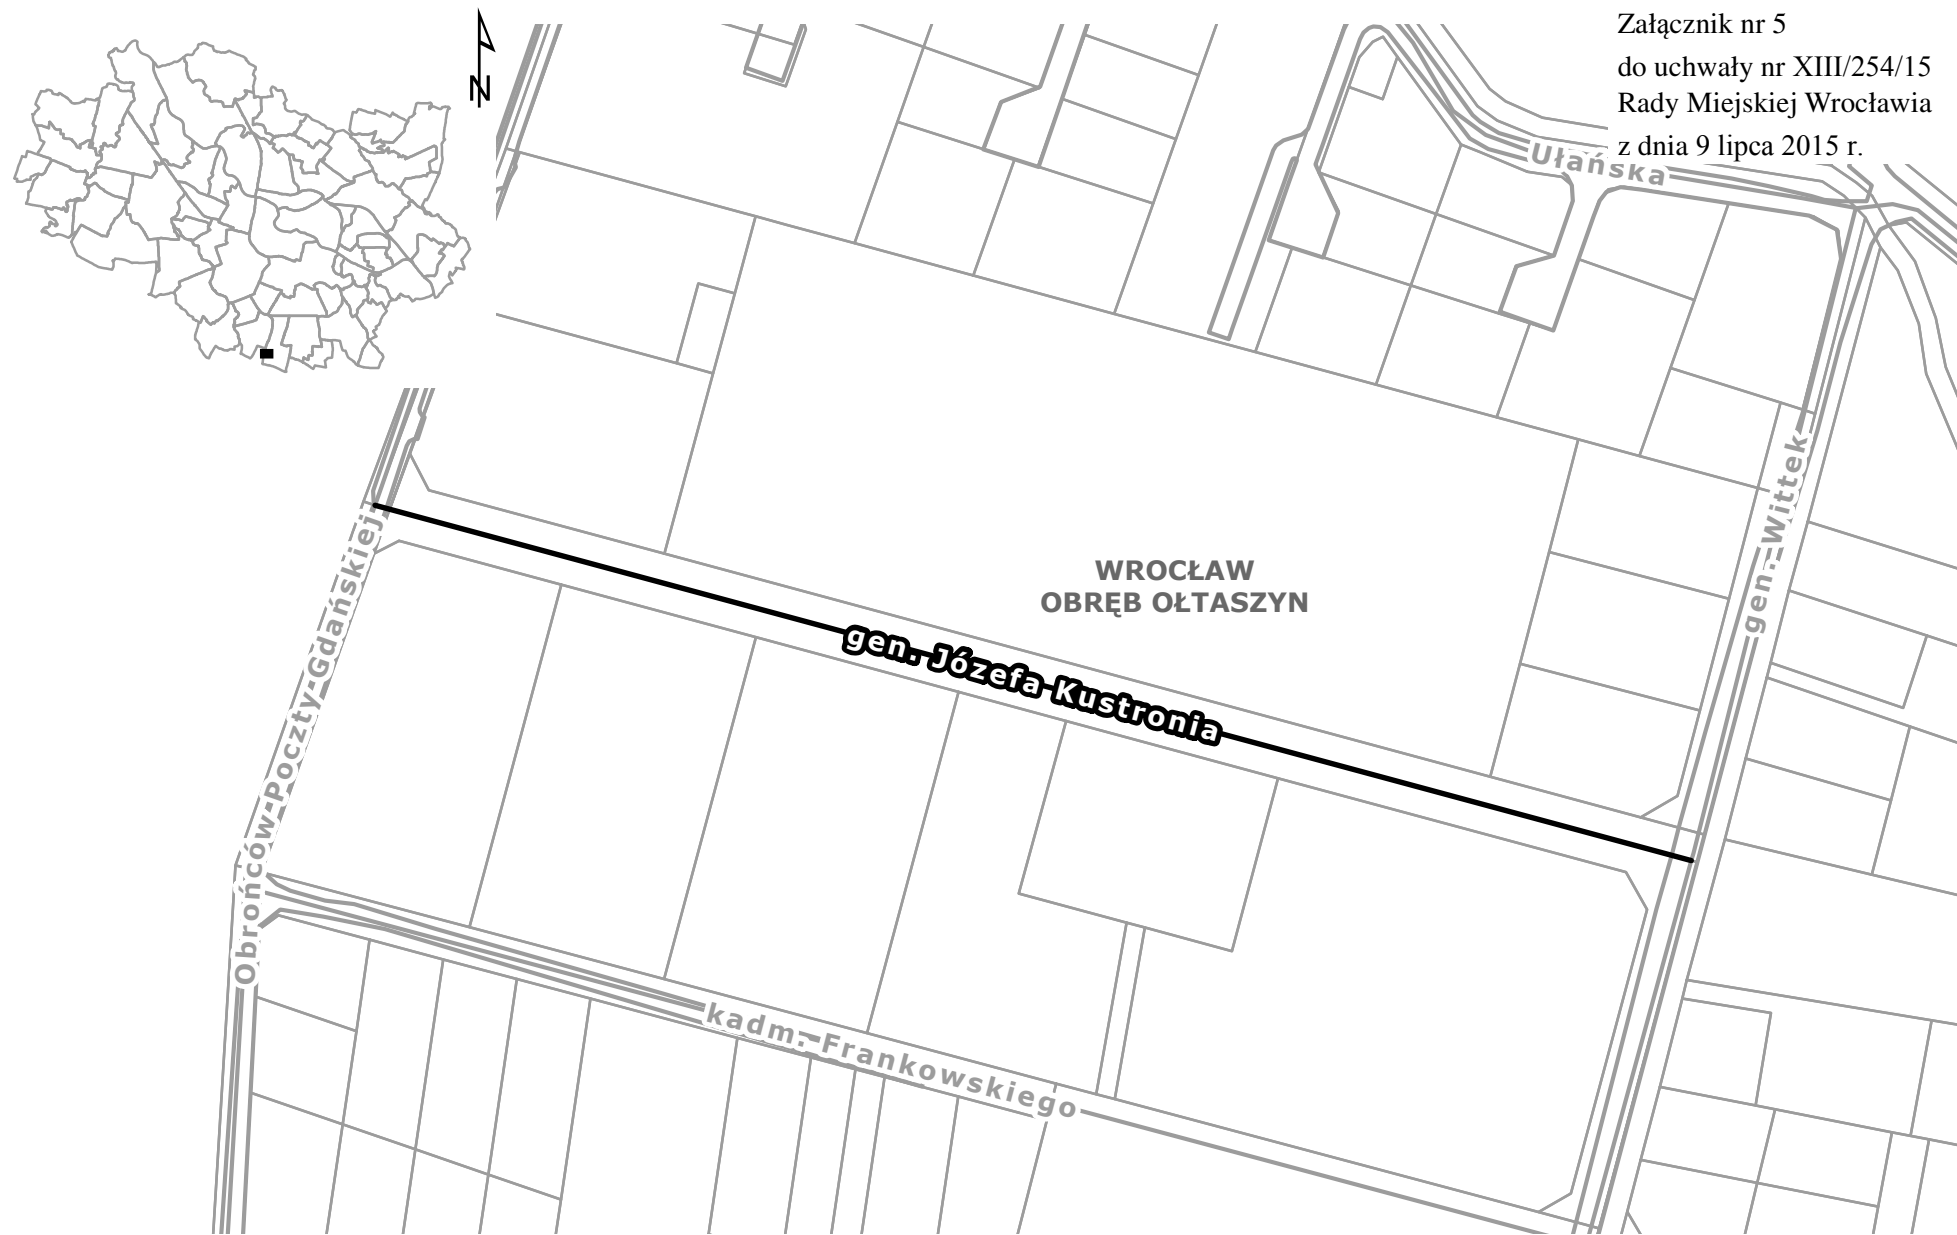 Załącznik nr 5
do uchwały nr XIII/254/15
Rady Miejskiej Wrocławia
z dnia 9 lipca 2015 r.
N
Ułańska
gen. Wittek
WROCŁAW
OBRĘB OŁTASZYN
gen. Józefa Kustronia
Obrońców Poczty Gdańskiej
kadm. Frankowskiego